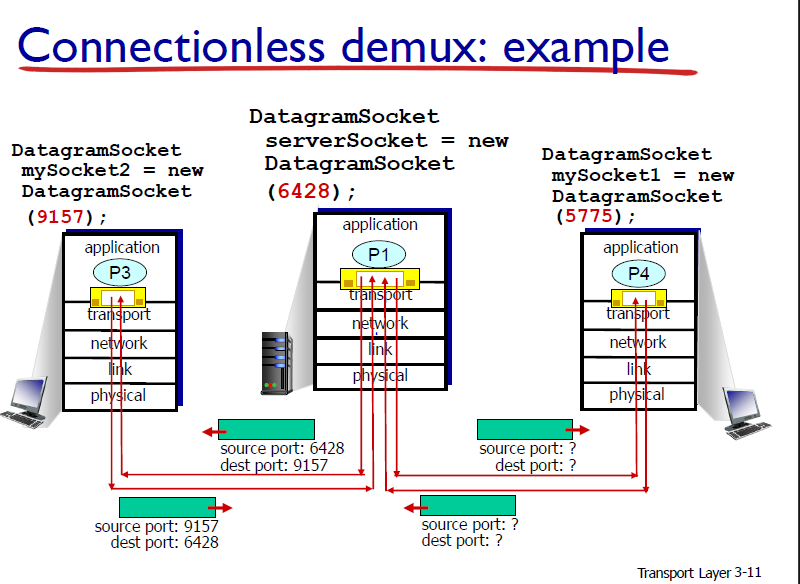 Connectionless demux: example
DatagramSocket
serverSocket = new
DatagramSocket
(6428);
DatagramSocket
mySocket2 = new
DatagramSocket
(9157);
DatagramSocket
mySocket1 = new
DatagramSocket
(5775);
application
P3
transport
network
link
physical
application
P1
transport
network
link
physical
application
P4
transport
network
link
physical
source port: 6428
dest port: 9157
source port: ?
dest port: ?
source port: 9157
dest port: 6428
source port: ?
dest port: ?
Transport Layer 3-11